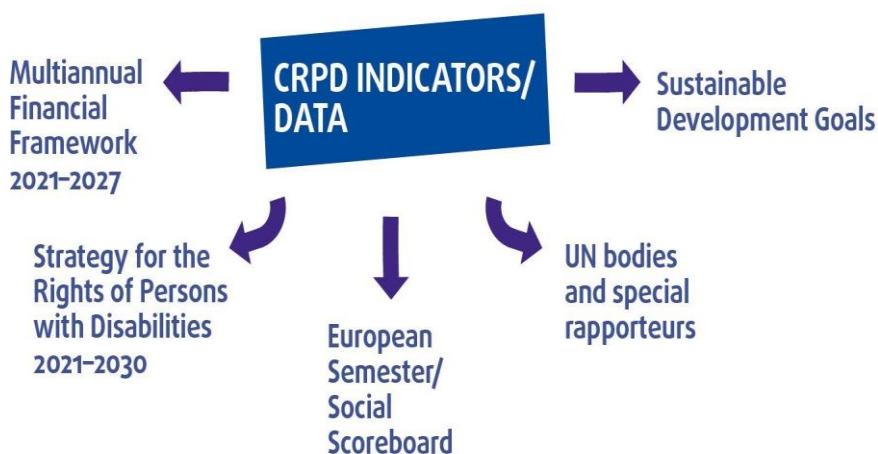 CRPD INDICATORS/
DATA
Multiannual
Financial
Framework
2021–2027
Sustainable
Development Goals
Strategy for the
Rights of Persons
with Disabilities
2021–2030
European
Semester/
Social
Scoreboard
UN bodies
and special
rapporteurs